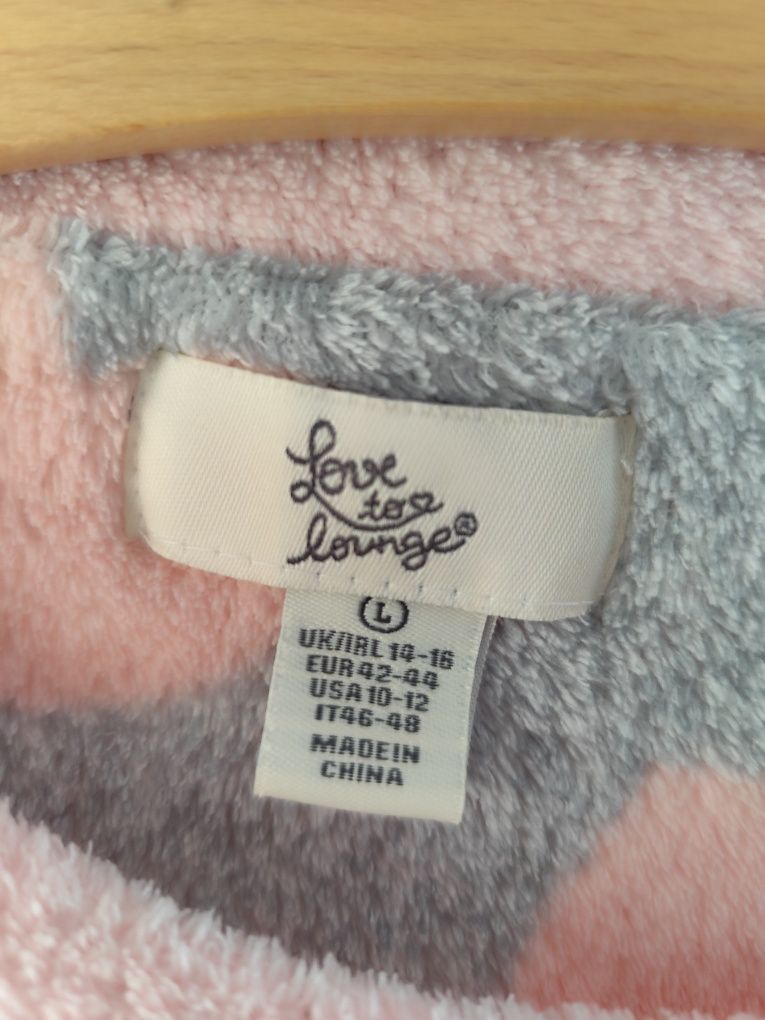 Love
to
lounge®
L
UK/IRL 14-16
EUR 42-44
USA 10-12
IT46-48
MADE IN
CHINA